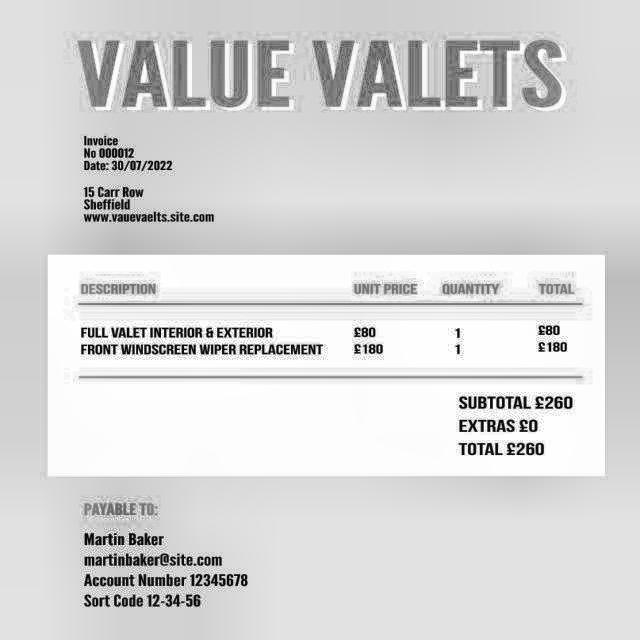 VALUE VALETS
Invoice
No 000012
Date: 30/07/2022
15 Carr Row
Sheffield
www.vauevaelts.site.com
DESCRIPTION UNIT PRICE QUANTITY TOTAL
FULL VALET INTERIOR & EXTERIOR £80 1 £80
FRONT WINDSCREEN WIPER REPLACEMENT £180 1 £180
SUBTOTAL £260
EXTRAS £0
TOTAL £260
PAYABLE TO:
Martin Baker
martinbaker@site.com
Account Number 12345678
Sort Code 12-34-56